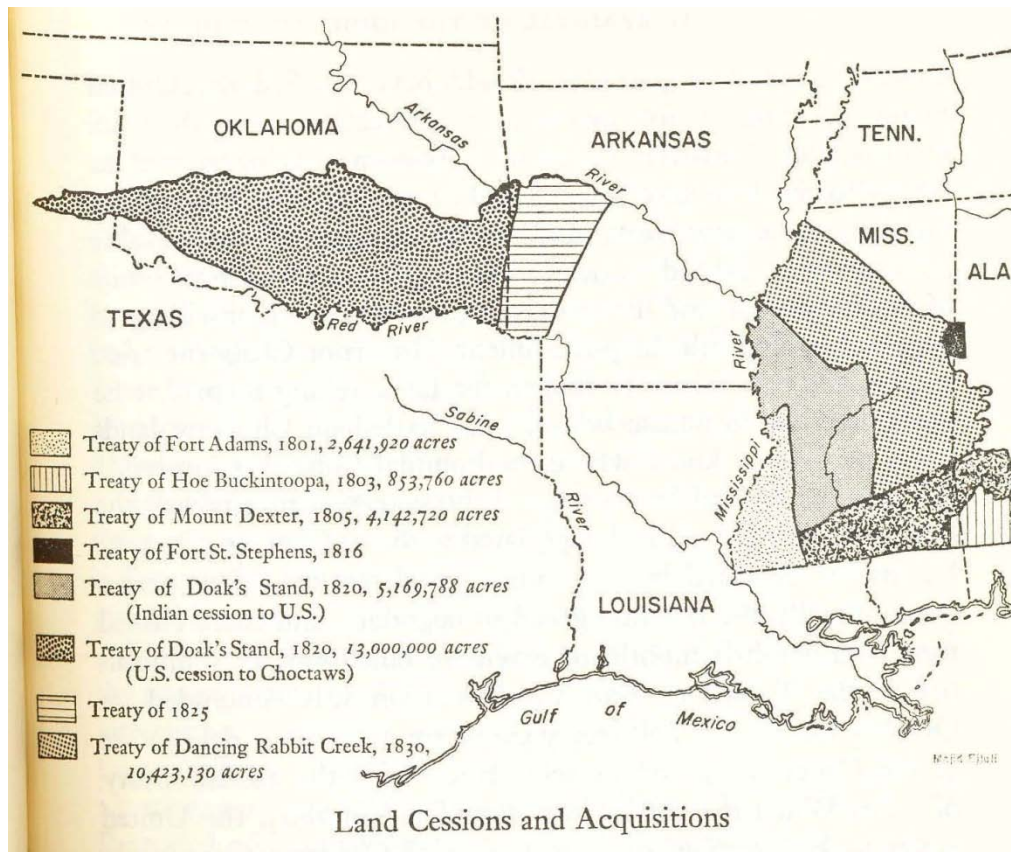 OKLAHOMA
Arkansas
ARKANSAS
River
TENN.
MISS.
ALA
TEXAS
Red River
River
Sabine
River
Mississippi
LOUISIANA
Gulf of Mexico
Treaty of Fort Adams, 1801, 2,641,920 acres
Treaty of Hoe Buckintoopa, 1803, 853,760 acres
Treaty of Mount Dexter, 1805, 4,142,720 acres
Treaty of Fort St. Stephens, 1816
Treaty of Doak's Stand, 1820, 5,169,788 acres
(Indian cession to U.S.)
Treaty of Doak's Stand, 1820, 13,000,000 acres
(U.S. cession to Choctaws)
Treaty of 1825
Treaty of Dancing Rabbit Creek, 1830,
10,423,130 acres
Land Cessions and Acquisitions